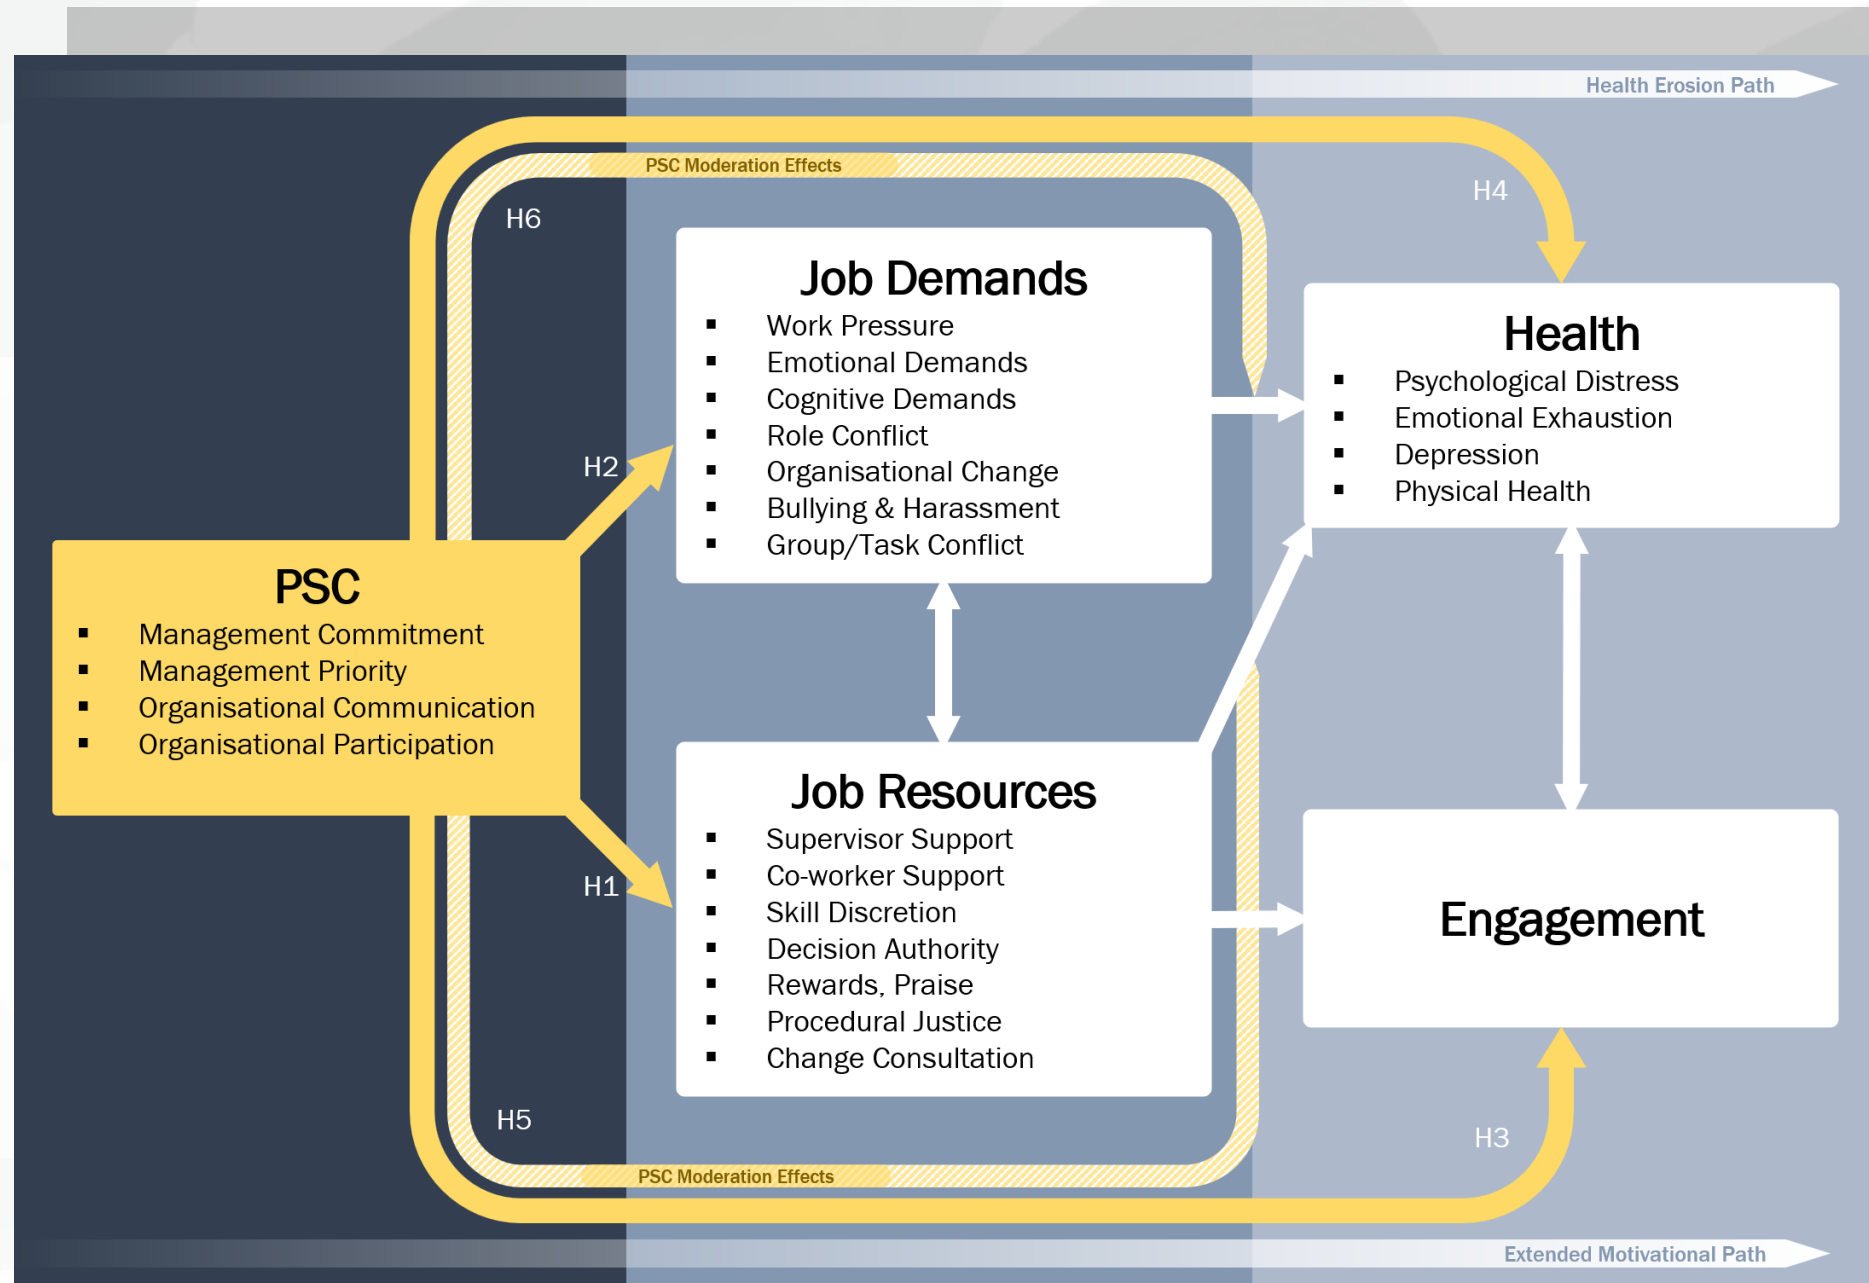 Health Erosion Path
PSC Moderation Effects
H4
H6
Job Demands
▪ Work Pressure
▪ Emotional Demands
▪ Cognitive Demands
▪ Role Conflict
▪ Organisational Change
▪ Bullying & Harassment
▪ Group/Task Conflict
Health
▪ Psychological Distress
▪ Emotional Exhaustion
▪ Depression
▪ Physical Health
H2
PSC
▪ Management Commitment
▪ Management Priority
▪ Organisational Communication
▪ Organisational Participation
H1
Job Resources
▪ Supervisor Support
▪ Co-worker Support
▪ Skill Discretion
▪ Decision Authority
▪ Rewards, Praise
▪ Procedural Justice
▪ Change Consultation
Engagement
H5
H3
PSC Moderation Effects
Extended Motivational Path